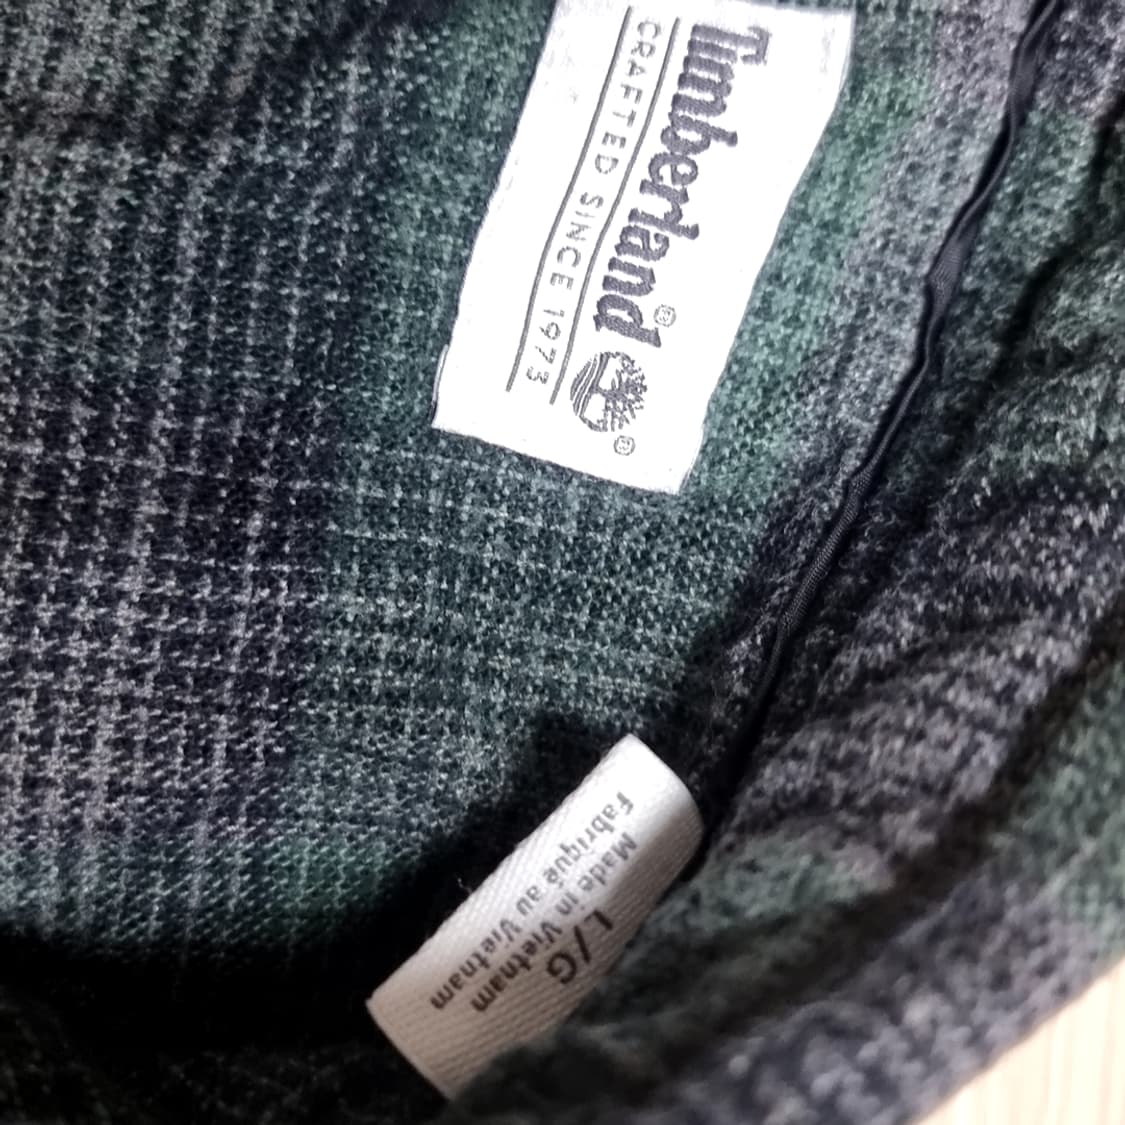 Timberland®
CRAFTED SINCE 1973
®
L/G
Made in Vietnam
Fabriqué au Vietnam